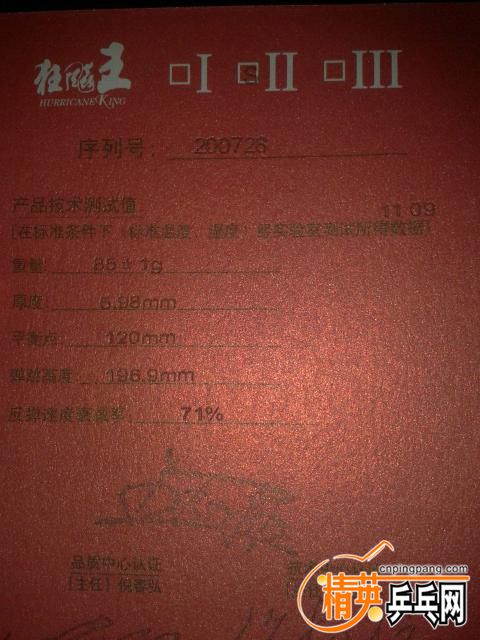 狂飚王
HURRICANE KING
I II III
序列号: 200728
产品技术测试值 11 09
[在标准条件下(标准温度、湿度)经实验室测试所得数据]
重量: 85±1g
厚度: 5.98mm
平衡点: 120mm
弹跳高度: 196.9mm
反弹速度衰减率: 71%
品质中心认证
[主任] 倪春弘
cnpingpang.com
精英乒乓网